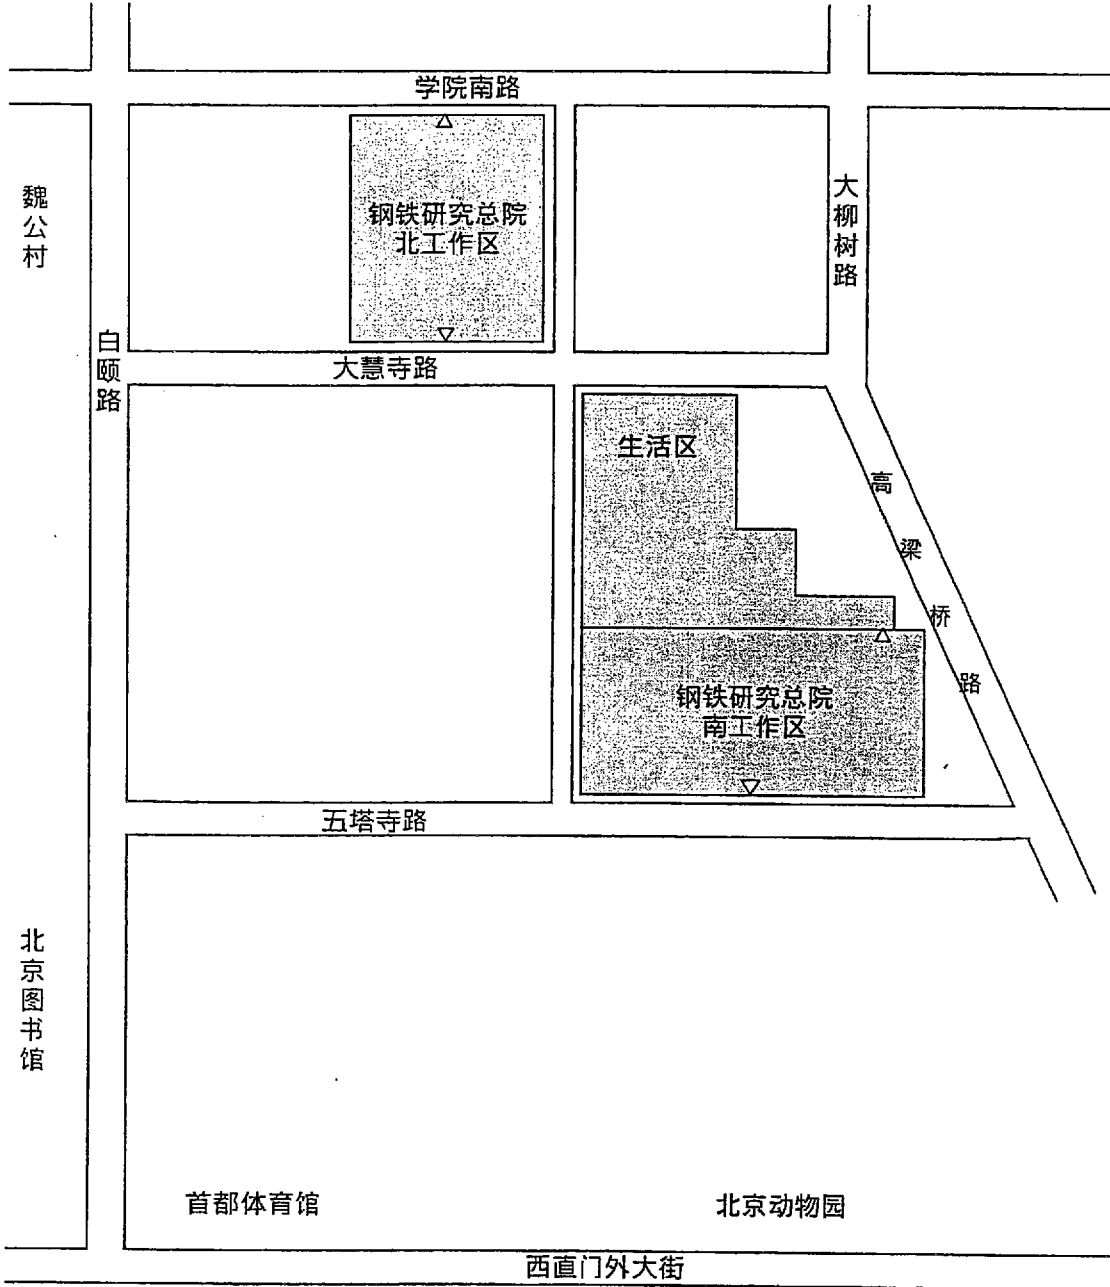 学院南路
魏公村
大柳树路
钢铁研究总院
北工作区
白颐路
大慧寺路
生活区
高梁桥路
钢铁研究总院
南工作区
五塔寺路
北京图书馆
首都体育馆
北京动物园
西直门外大街